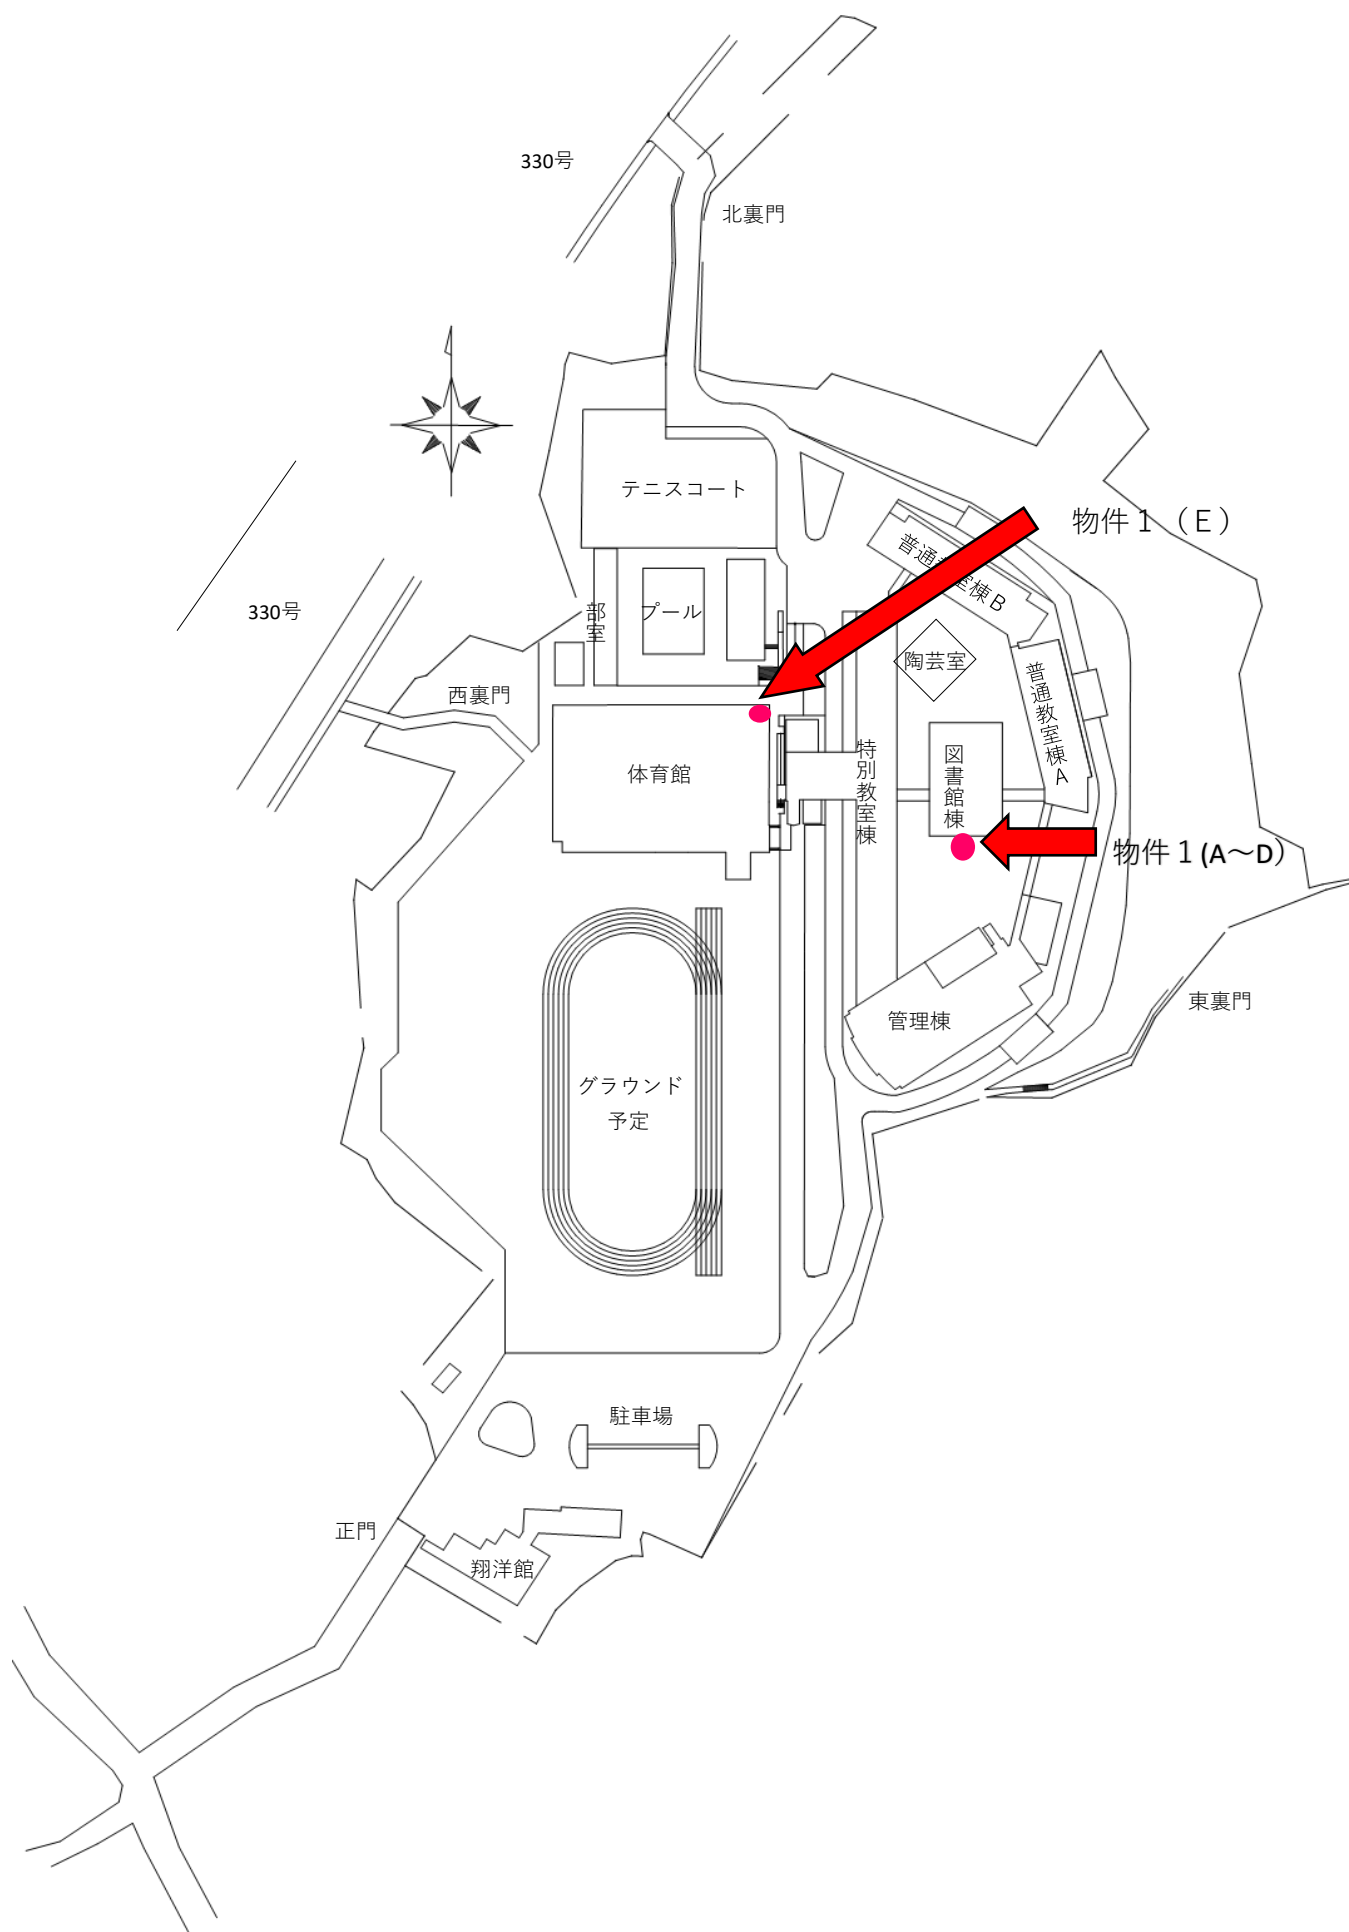 330号
北裏門
テニスコート
物件１（Ｅ）
普通教室棟Ｂ
330号
部室
プール
陶芸室
普通教室棟Ａ
西裏門
体育館
特別教室棟
図書館棟
物件１(A～D）
東裏門
管理棟
グラウンド
予定
駐車場
正門
翔洋館